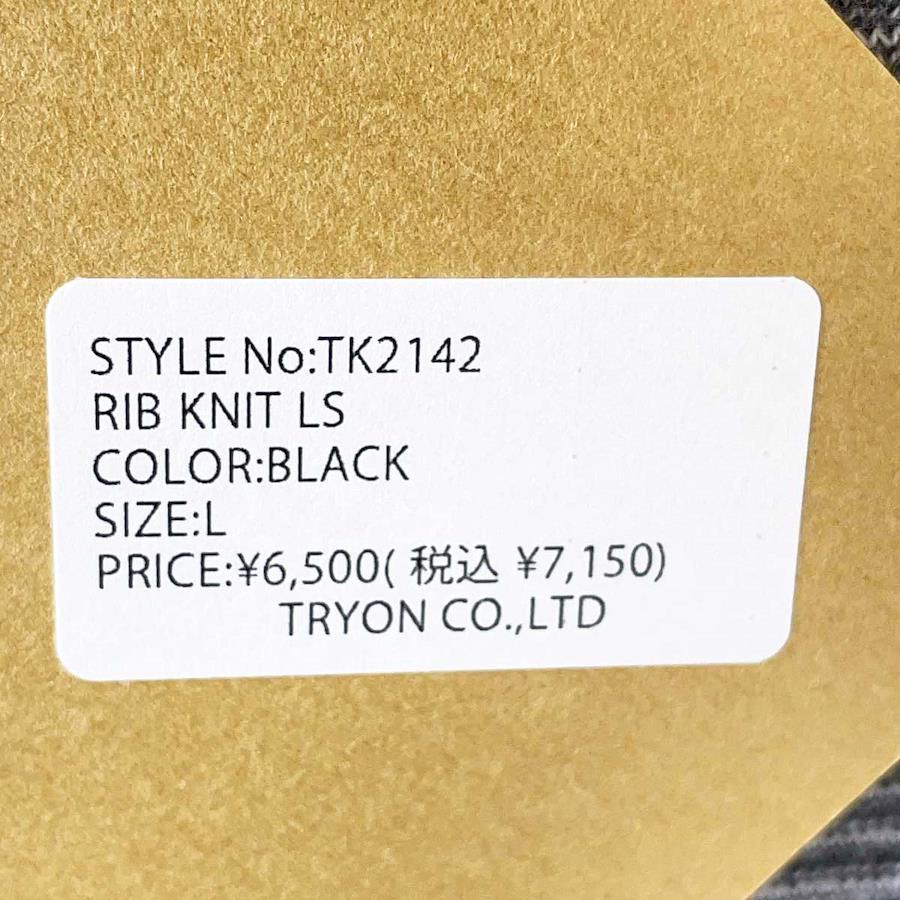 STYLE No:TK2142
RIB KNIT LS
COLOR:BLACK
SIZE:L
PRICE:¥6,500( 税込 ¥7,150)
TRYON CO.,LTD